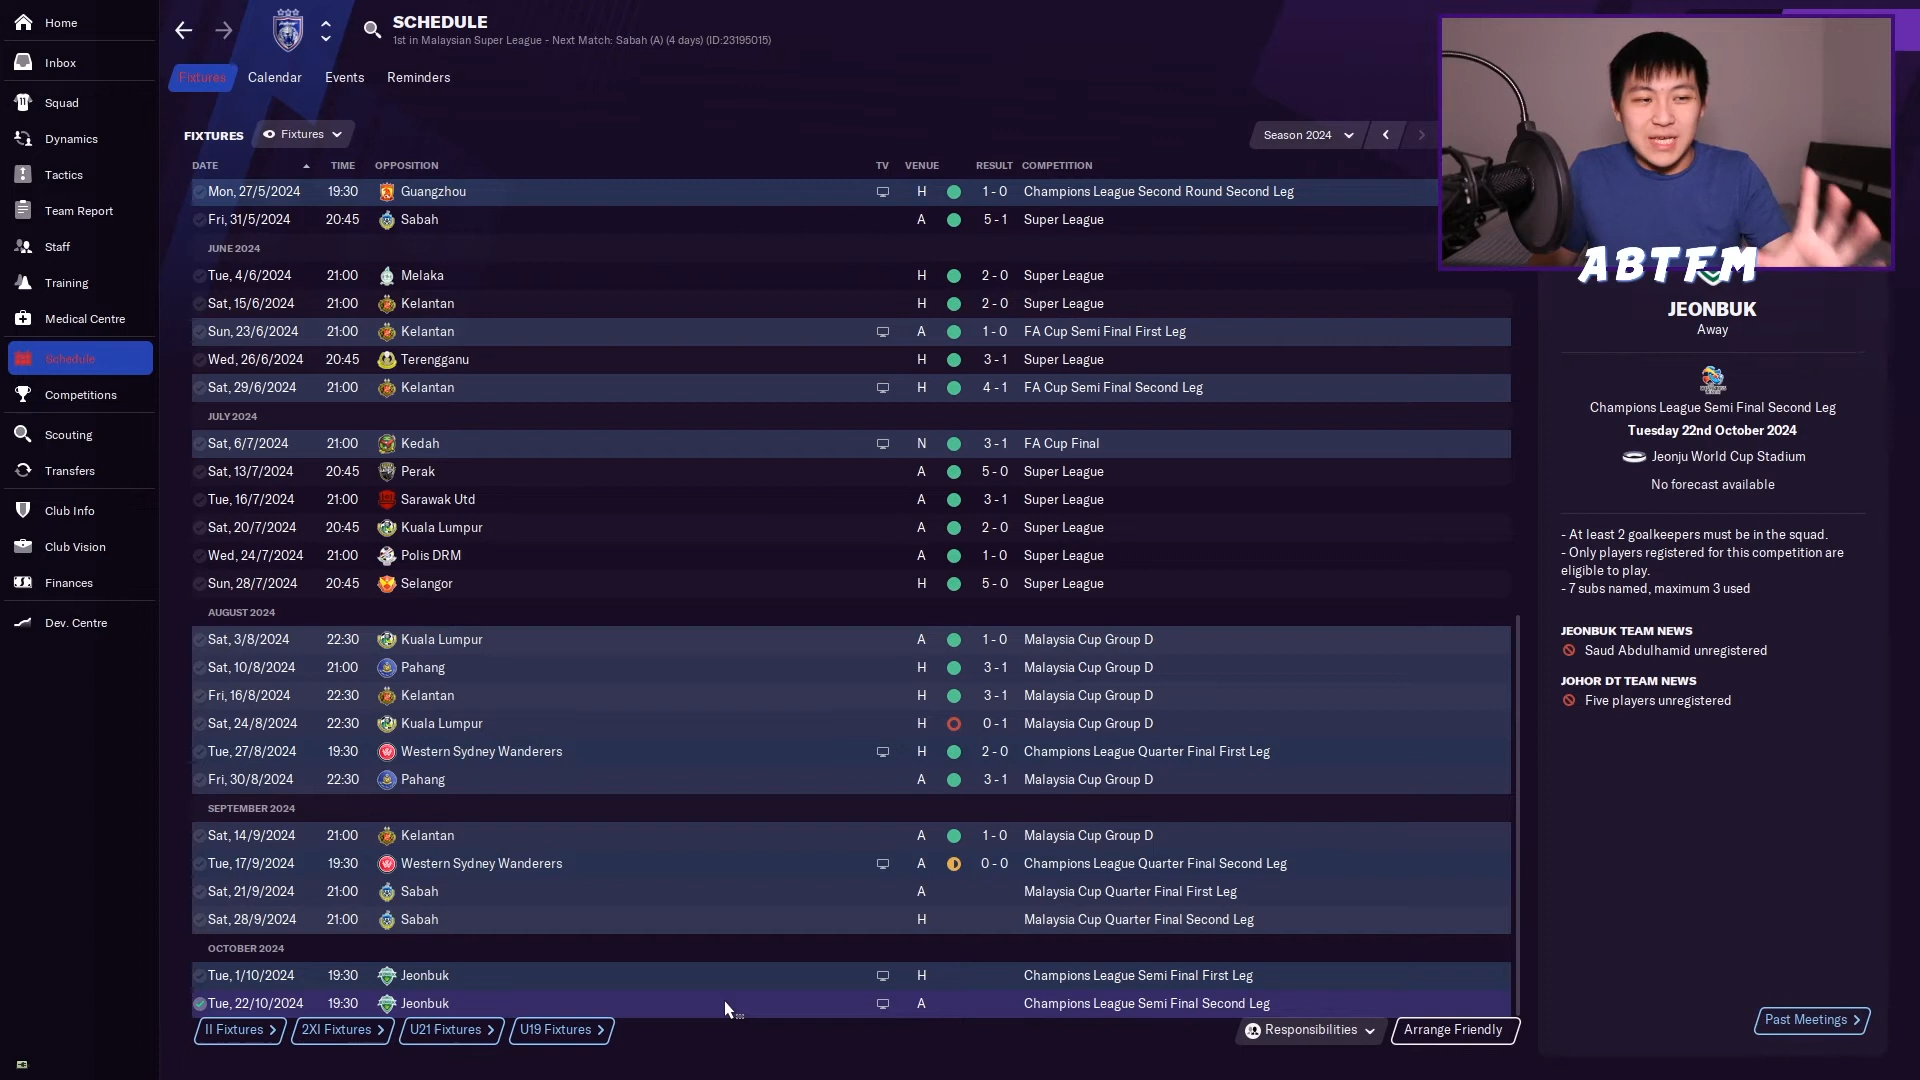 Home
SCHEDULE
1st in Malaysian Super League - Next Match: Sabah (A) (4 days) (ID:23195015)
Inbox
Fixtures Calendar Events Reminders
Squad
Dynamics
Tactics
Team Report
Staff
Training
Medical Centre
Schedule
Competitions
Scouting
Transfers
Club Info
Club Vision
Finances
Dev. Centre
FIXTURES Fixtures Season 2024
DATE TIME OPPOSITION TV VENUE RESULT COMPETITION
Mon, 27/5/2024 19:30 Guangzhou H 1 - 0 Champions League Second Round Second Leg
Fri, 31/5/2024 20:45 Sabah A 5 - 1 Super League
JUNE 2024
Tue, 4/6/2024 21:00 Melaka H 2 - 0 Super League
Sat, 15/6/2024 21:00 Kelantan H 2 - 0 Super League
Sun, 23/6/2024 21:00 Kelantan A 1 - 0 FA Cup Semi Final First Leg
Wed, 26/6/2024 20:45 Terengganu H 3 - 1 Super League
Sat, 29/6/2024 21:00 Kelantan H 4 - 1 FA Cup Semi Final Second Leg
JULY 2024
Sat, 6/7/2024 21:00 Kedah N 3 - 1 FA Cup Final
Sat, 13/7/2024 20:45 Perak A 5 - 0 Super League
Tue, 16/7/2024 21:00 Sarawak Utd A 3 - 1 Super League
Sat, 20/7/2024 20:45 Kuala Lumpur A 2 - 0 Super League
Wed, 24/7/2024 21:00 Polis DRM A 1 - 0 Super League
Sun, 28/7/2024 20:45 Selangor H 5 - 0 Super League
AUGUST 2024
Sat, 3/8/2024 22:30 Kuala Lumpur A 1 - 0 Malaysia Cup Group D
Sat, 10/8/2024 21:00 Pahang H 3 - 1 Malaysia Cup Group D
Fri, 16/8/2024 22:30 Kelantan H 3 - 1 Malaysia Cup Group D
Sat, 24/8/2024 22:30 Kuala Lumpur H 0 - 1 Malaysia Cup Group D
Tue, 27/8/2024 19:30 Western Sydney Wanderers H 2 - 0 Champions League Quarter Final First Leg
Fri, 30/8/2024 22:30 Pahang A 3 - 1 Malaysia Cup Group D
SEPTEMBER 2024
Sat, 14/9/2024 21:00 Kelantan A 1 - 0 Malaysia Cup Group D
Tue, 17/9/2024 19:30 Western Sydney Wanderers A 0 - 0 Champions League Quarter Final Second Leg
Sat, 21/9/2024 21:00 Sabah A Malaysia Cup Quarter Final First Leg
Sat, 28/9/2024 21:00 Sabah H Malaysia Cup Quarter Final Second Leg
OCTOBER 2024
Tue, 1/10/2024 19:30 Jeonbuk H Champions League Semi Final First Leg
Tue, 22/10/2024 19:30 Jeonbuk A Champions League Semi Final Second Leg
II Fixtures 2XI Fixtures U21 Fixtures U19 Fixtures Responsibilities Arrange Friendly
ABTFM
JEONBUK
Away
Champions League Semi Final Second Leg
Tuesday 22nd October 2024
Jeonju World Cup Stadium
No forecast available
- At least 2 goalkeepers must be in the squad.
- Only players registered for this competition are
eligible to play.
- 7 subs named, maximum 3 used
JEONBUK TEAM NEWS
Saud Abdulhamid unregistered
JOHOR DT TEAM NEWS
Five players unregistered
Past Meetings